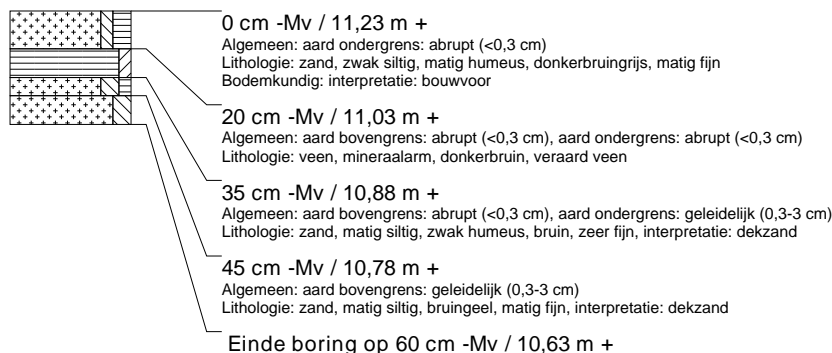 0 cm -Mv / 11,23 m +
Algemeen: aard ondergrens: abrupt (<0,3 cm)
Lithologie: zand, zwak siltig, matig humeus, donkerbruingrijs, matig fijn
Bodemkundig: interpretatie: bouwvoor
20 cm -Mv / 11,03 m +
Algemeen: aard bovengrens: abrupt (<0,3 cm), aard ondergrens: abrupt (<0,3 cm)
Lithologie: veen, mineraalarm, donkerbruin, veraard veen
35 cm -Mv / 10,88 m +
Algemeen: aard bovengrens: abrupt (<0,3 cm), aard ondergrens: geleidelijk (0,3-3 cm)
Lithologie: zand, matig siltig, zwak humeus, bruin, zeer fijn, interpretatie: dekzand
45 cm -Mv / 10,78 m +
Algemeen: aard bovengrens: geleidelijk (0,3-3 cm)
Lithologie: zand, matig siltig, bruingeel, matig fijn, interpretatie: dekzand
Einde boring op 60 cm -Mv / 10,63 m +